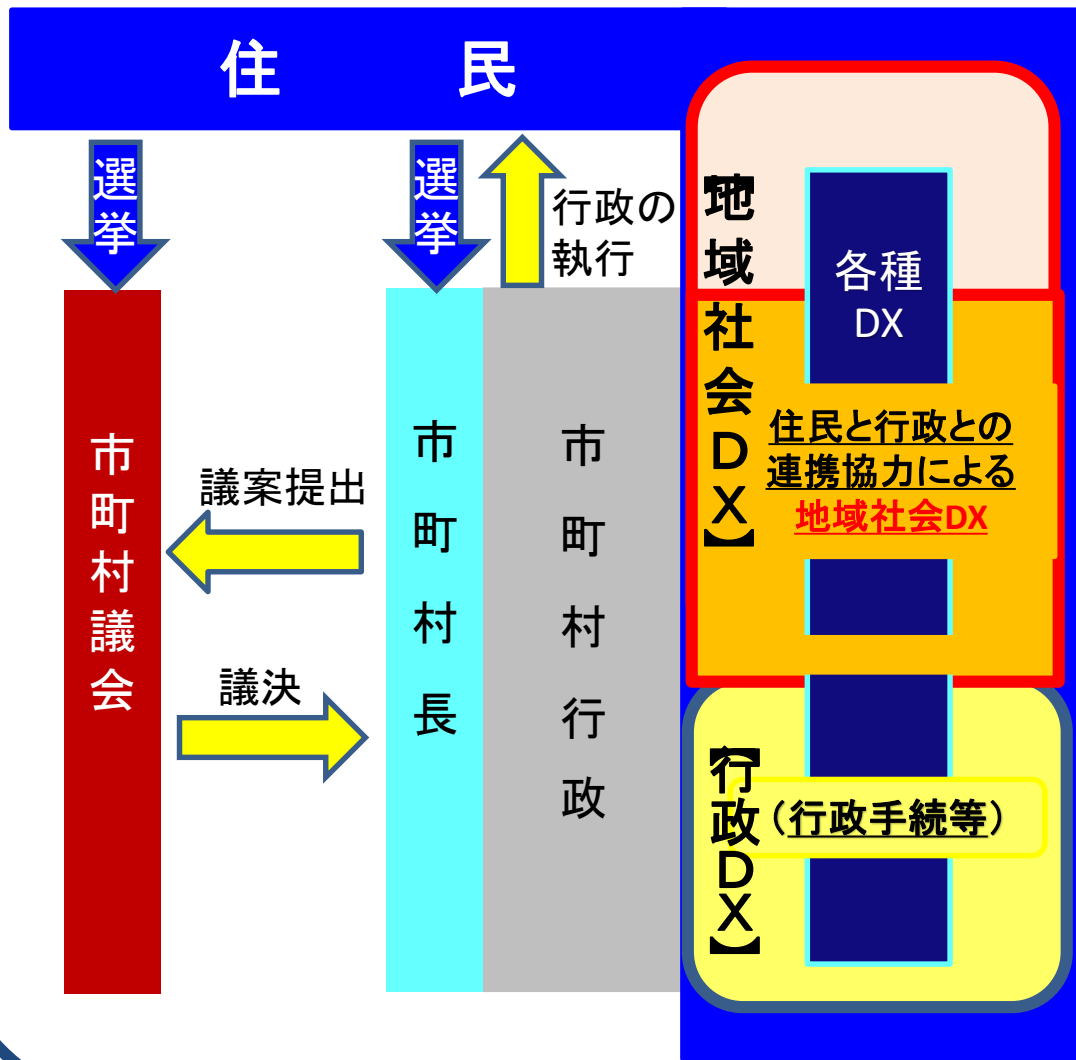 住　民
選挙
選挙
行政の
執行
市町村議会
議案提出
議決
市町村長
市町村行政
【地域社会DX】
各種
DX
住民と行政との
連携協力による
地域社会DX
【行政DX】
（行政手続等）